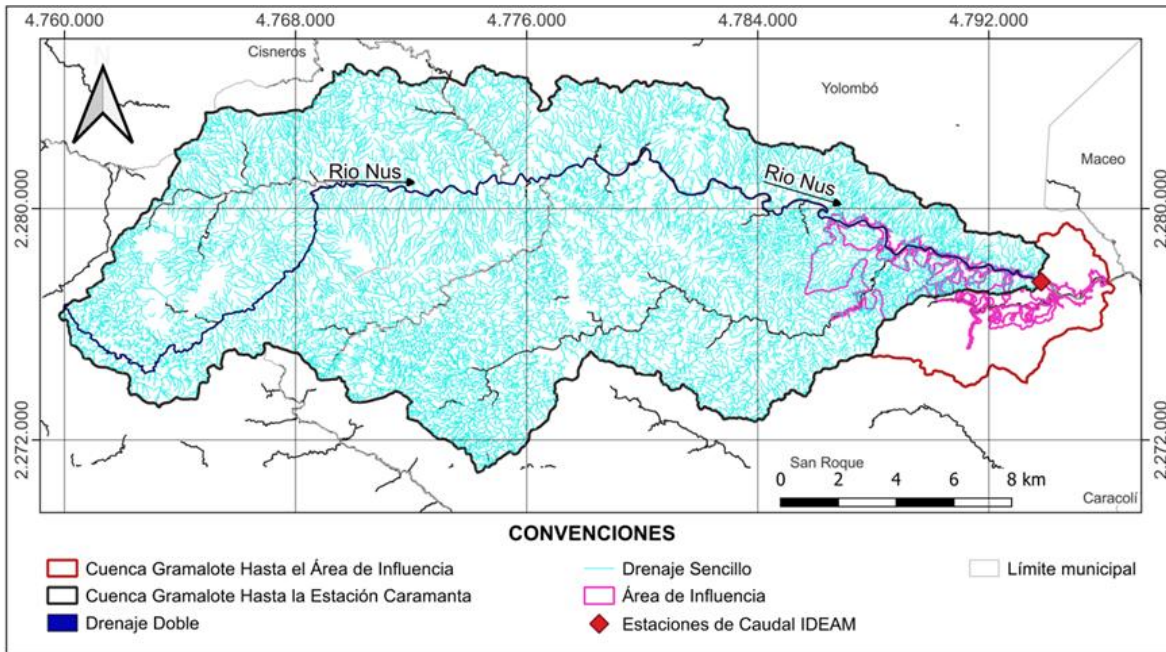 4.760.000 4.768.000 4.776.000 4.784.000 4.792.000
N
Cisneros
Yolombó
Maceo
Rio Nus
Rio Nus
2.280.000 2.280.000
2.272.000 2.272.000
San Roque
0 2 4 6 8 km
Caracolí
CONVENCIONES
Cuenca Gramalote Hasta el Área de Influencia
Cuenca Gramalote Hasta la Estación Caramanta
Drenaje Doble
Drenaje Sencillo
Área de Influencia
Estaciones de Caudal IDEAM
Límite municipal